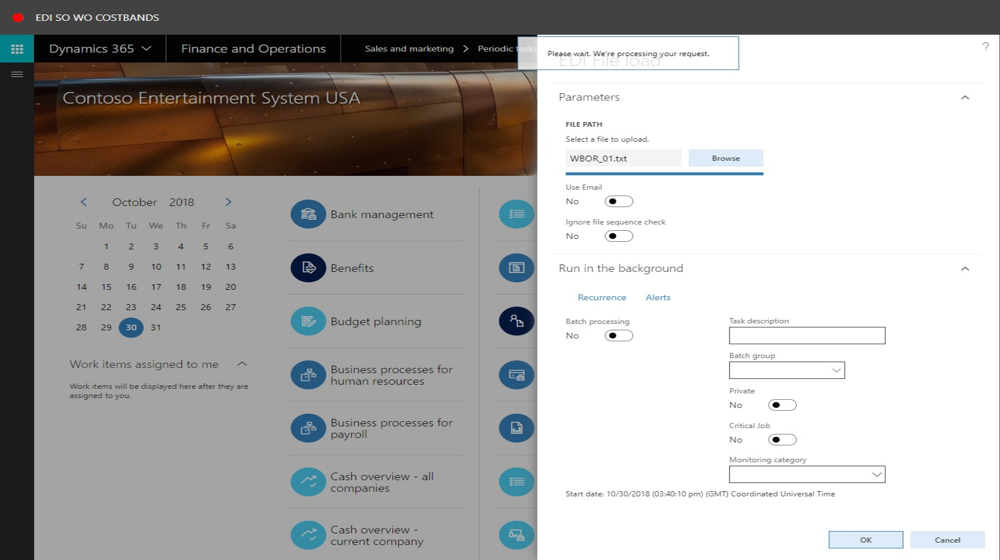 EDI SO WO COSTBANDS
Dynamics 365
Finance and Operations
Sales and marketing
Periodic tasks
Please wait. We're processing your request.
EDI File load
?
Contoso Entertainment System USA
October 2018
Su Mo Tu We Th Fr Sa
1 2 3 4 5 6
7 8 9 10 11 12 13
14 15 16 17 18 19 20
21 22 23 24 25 26 27
28 29 30 31
Work items assigned to me
Work items will be displayed here after they are
assigned to you.
Bank management
Benefits
Budget planning
Business processes for
human resources
Business processes for
payroll
Cash overview - all
companies
Cash overview -
current company
Parameters
FILE PATH
Select a file to upload.
WBOR_01.txt
Browse
Use Email
No
Ignore file sequence check
No
Run in the background
Recurrence Alerts
Batch processing
No
Task description
Batch group
Private
No
Critical Job
No
Monitoring category
Start date: 10/30/2018 (03:40:10 pm) (GMT) Coordinated Universal Time
OK Cancel